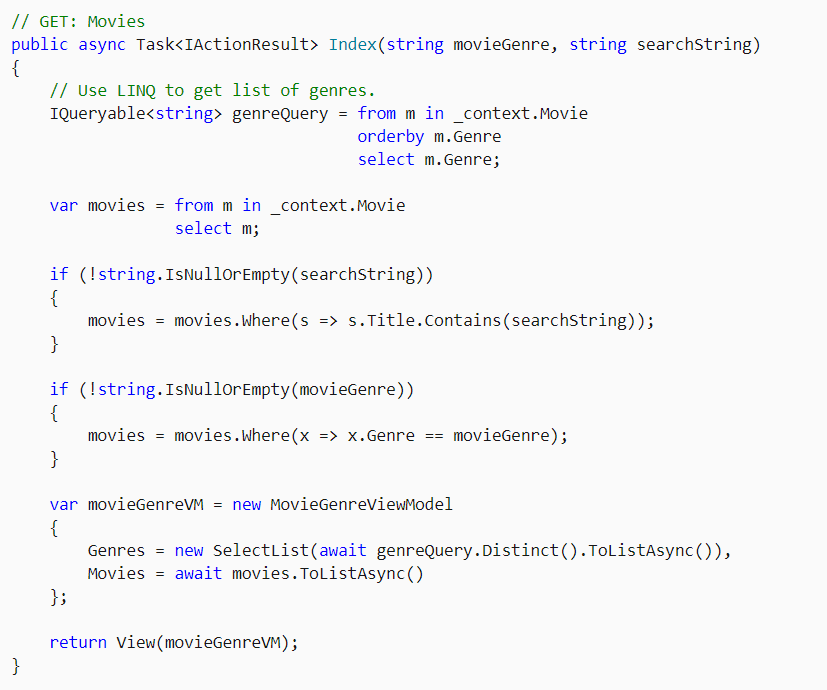 // GET: Movies
public async Task<IActionResult> Index(string movieGenre, string searchString)
{
    // Use LINQ to get list of genres.
    IQueryable<string> genreQuery = from m in _context.Movie
                                    orderby m.Genre
                                    select m.Genre;

    var movies = from m in _context.Movie
                 select m;

    if (!string.IsNullOrEmpty(searchString))
    {
        movies = movies.Where(s => s.Title.Contains(searchString));
    }

    if (!string.IsNullOrEmpty(movieGenre))
    {
        movies = movies.Where(x => x.Genre == movieGenre);
    }

    var movieGenreVM = new MovieGenreViewModel
    {
        Genres = new SelectList(await genreQuery.Distinct().ToListAsync()),
        Movies = await movies.ToListAsync()
    };

    return View(movieGenreVM);
}